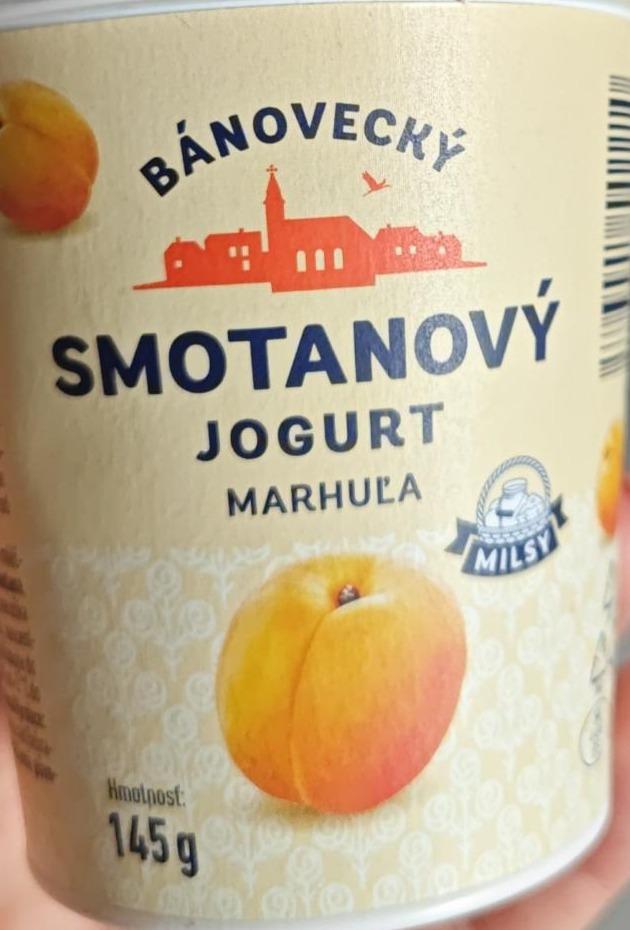 BÁNOVECKÝ
SMOTANOVÝ
JOGURT
MARHUĽA
MILSY
Hmotnosť:
145 g